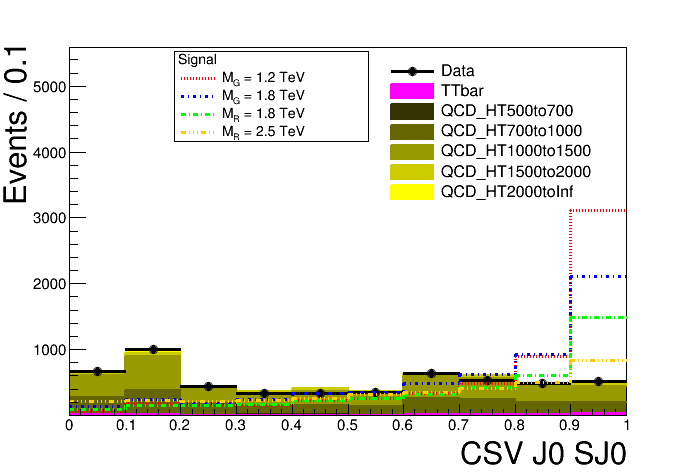 Events / 0.1
5000
4000
3000
2000
1000
Signal
M_G = 1.2 TeV
M_G = 1.8 TeV
M_R = 1.8 TeV
M_R = 2.5 TeV
Data
TTbar
QCD_HT500to700
QCD_HT700to1000
QCD_HT1000to1500
QCD_HT1500to2000
QCD_HT2000toInf
0 0.1 0.2 0.3 0.4 0.5 0.6 0.7 0.8 0.9 1
CSV J0 SJ0